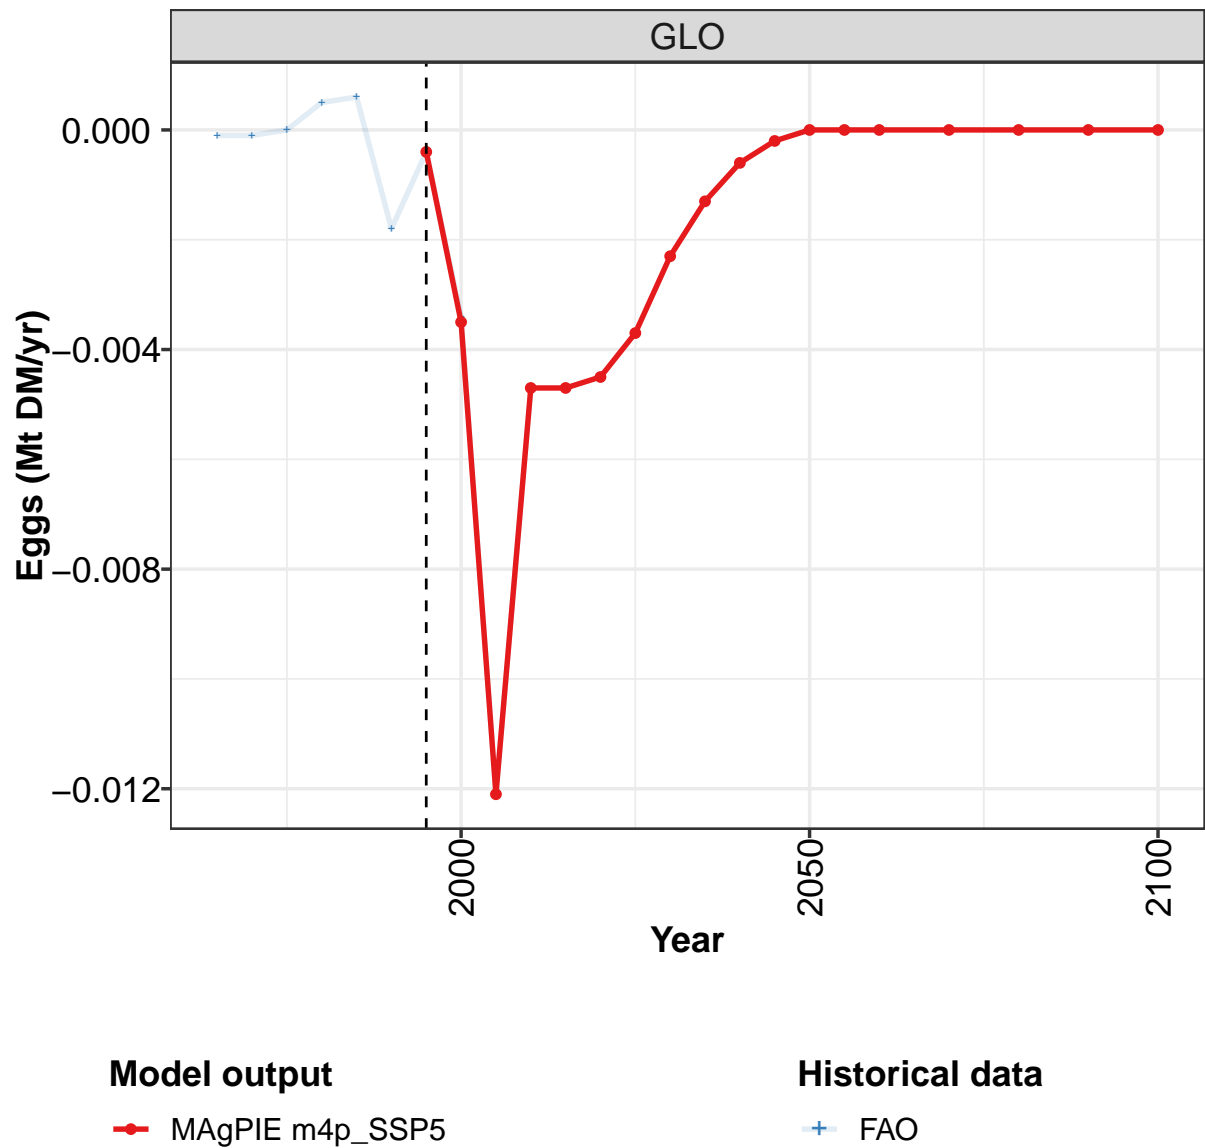 GLO
0.000
−0.004
−0.008
−0.012
Eggs (Mt DM/yr)
2000
2050
2100
Year
Model output
Historical data
MAgPIE m4p_SSP5
FAO